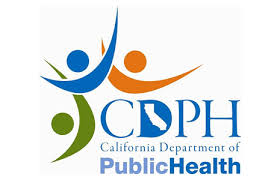 CDPH
California Department of
PublicHealth